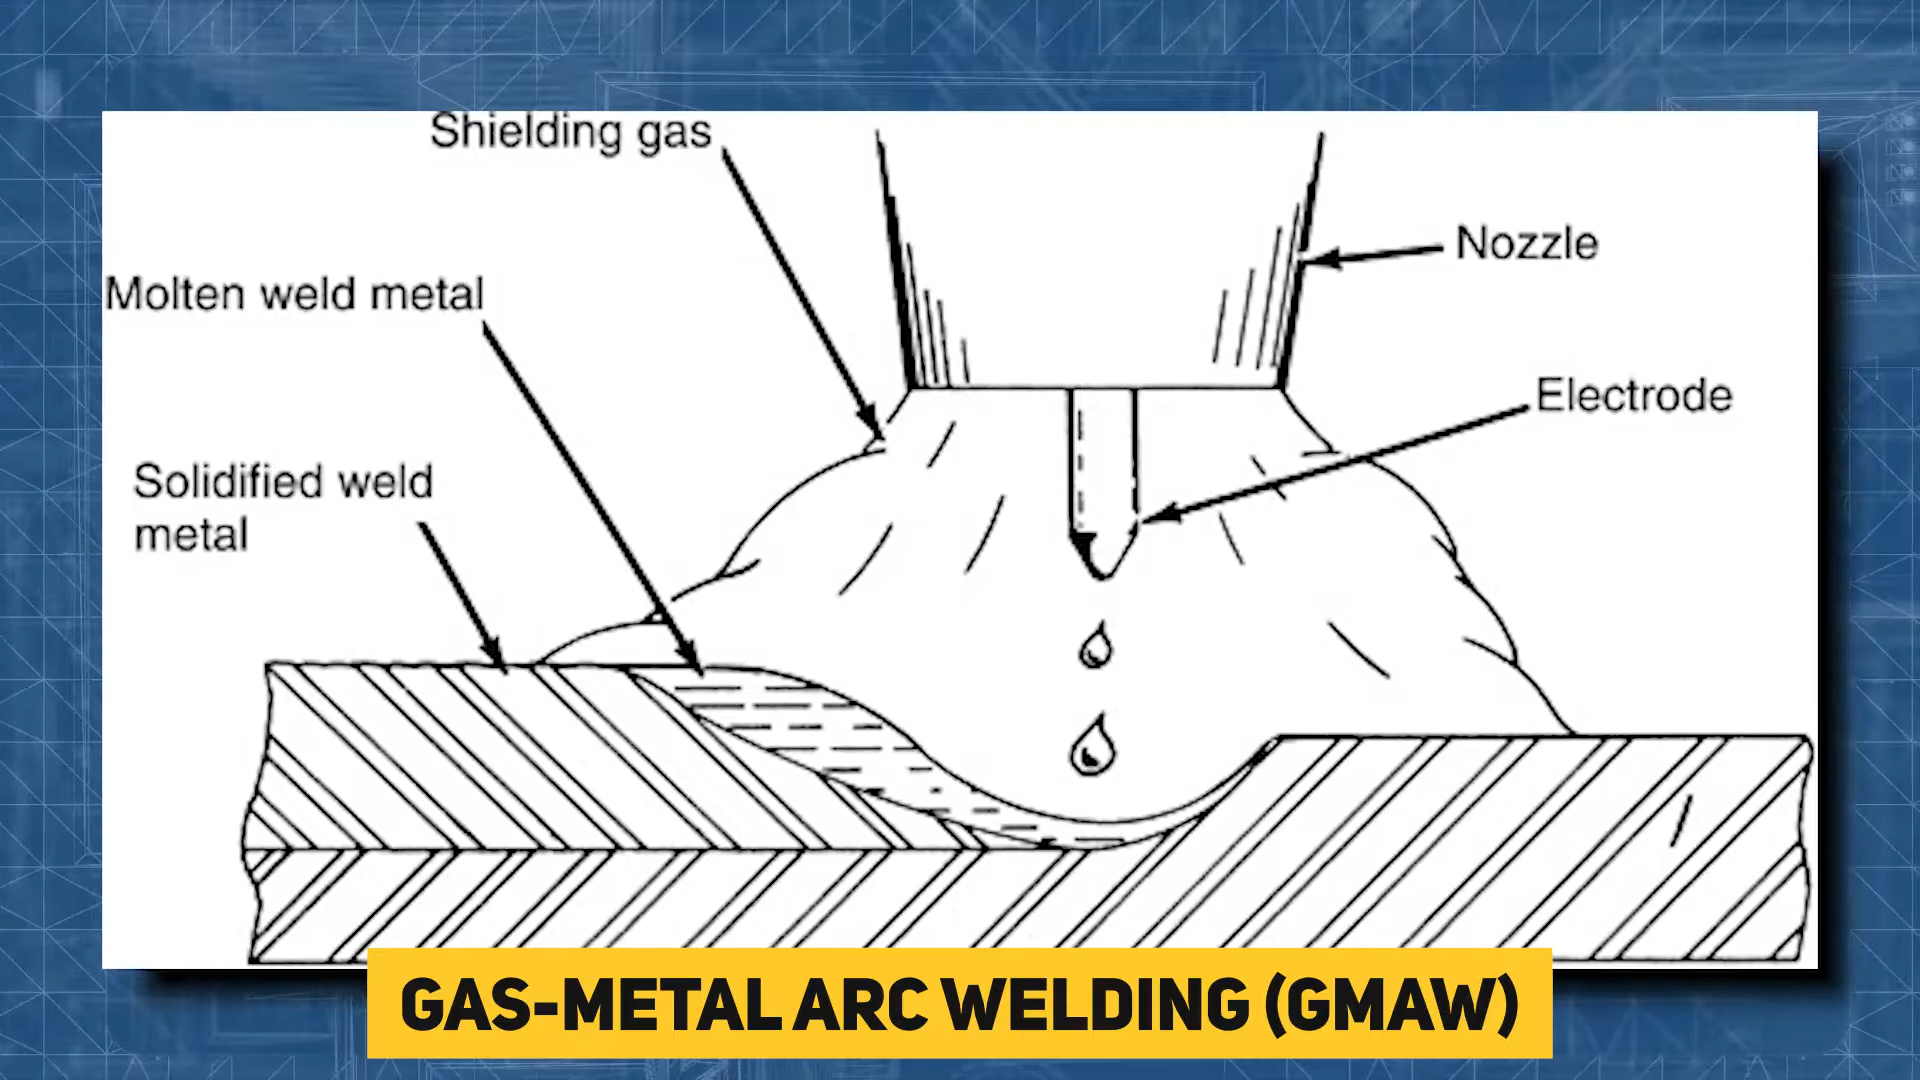 Shielding gas
Nozzle
Molten weld metal
Electrode
Solidified weld
metal
GAS-METAL ARC WELDING (GMAW)